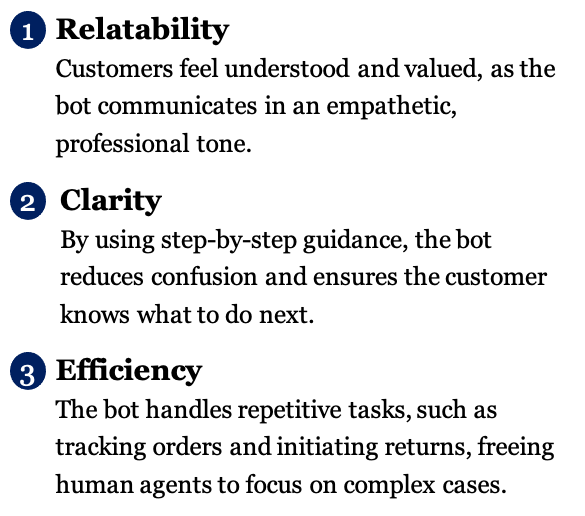 1 Relatability
Customers feel understood and valued, as the
bot communicates in an empathetic,
professional tone.
2 Clarity
By using step-by-step guidance, the bot
reduces confusion and ensures the customer
knows what to do next.
3 Efficiency
The bot handles repetitive tasks, such as
tracking orders and initiating returns, freeing
human agents to focus on complex cases.